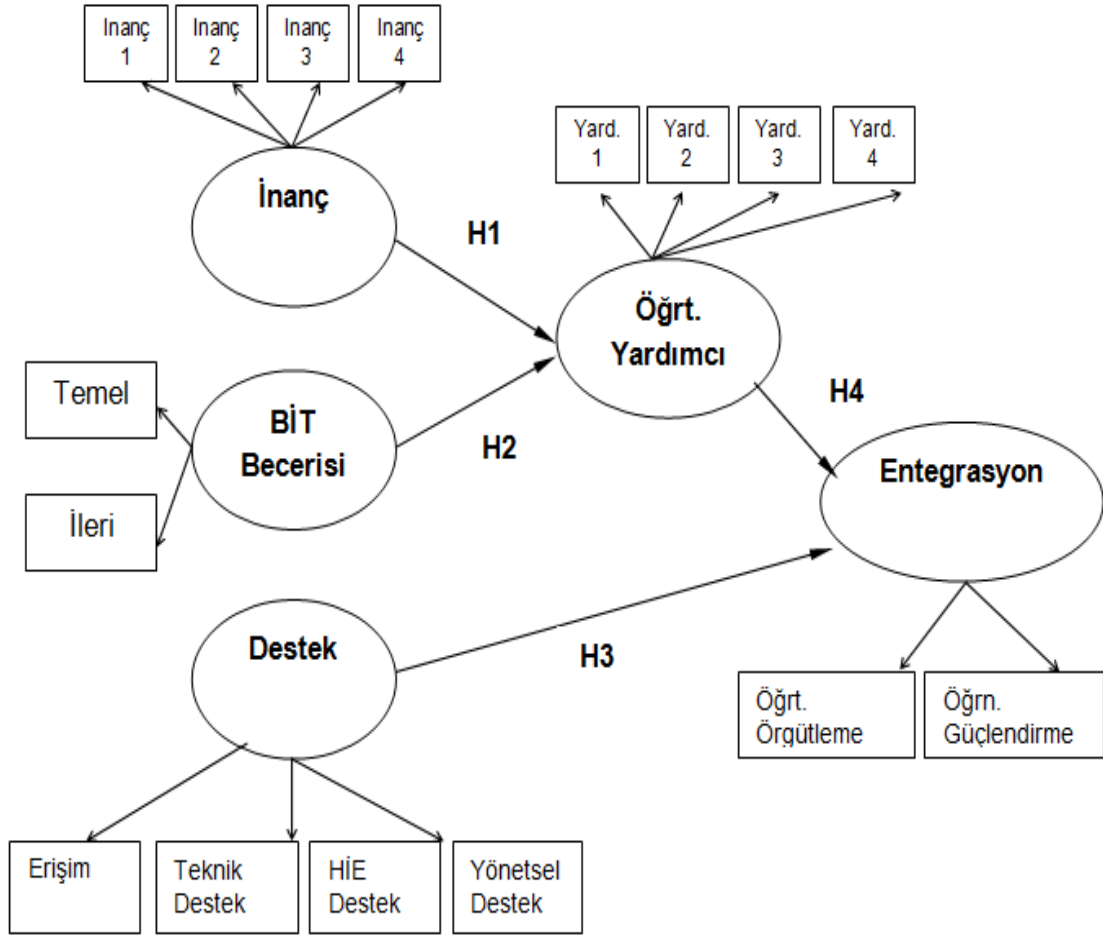 Inanç
1
Inanç
2
Inanç
3
Inanç
4
Yard.
1
Yard.
2
Yard.
3
Yard.
4
İnanç
H1
Öğrt.
Yardımcı
Temel
İleri
BİT
Becerisi
H2
H4
Entegrasyon
Destek
H3
Öğrt.
Örgütleme
Öğrn.
Güçlendirme
Erişim
Teknik
Destek
HİE
Destek
Yönetsel
Destek